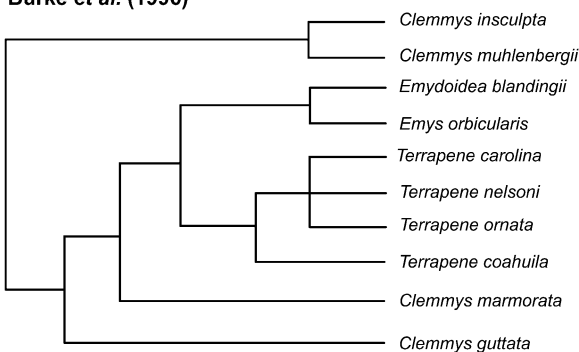 Burke et al. (1996)
Clemmys insculpta
Clemmys muhlenbergii
Emydoidea blandingii
Emys orbicularis
Terrapene carolina
Terrapene nelsoni
Terrapene ornata
Terrapene coahuila
Clemmys marmorata
Clemmys guttata